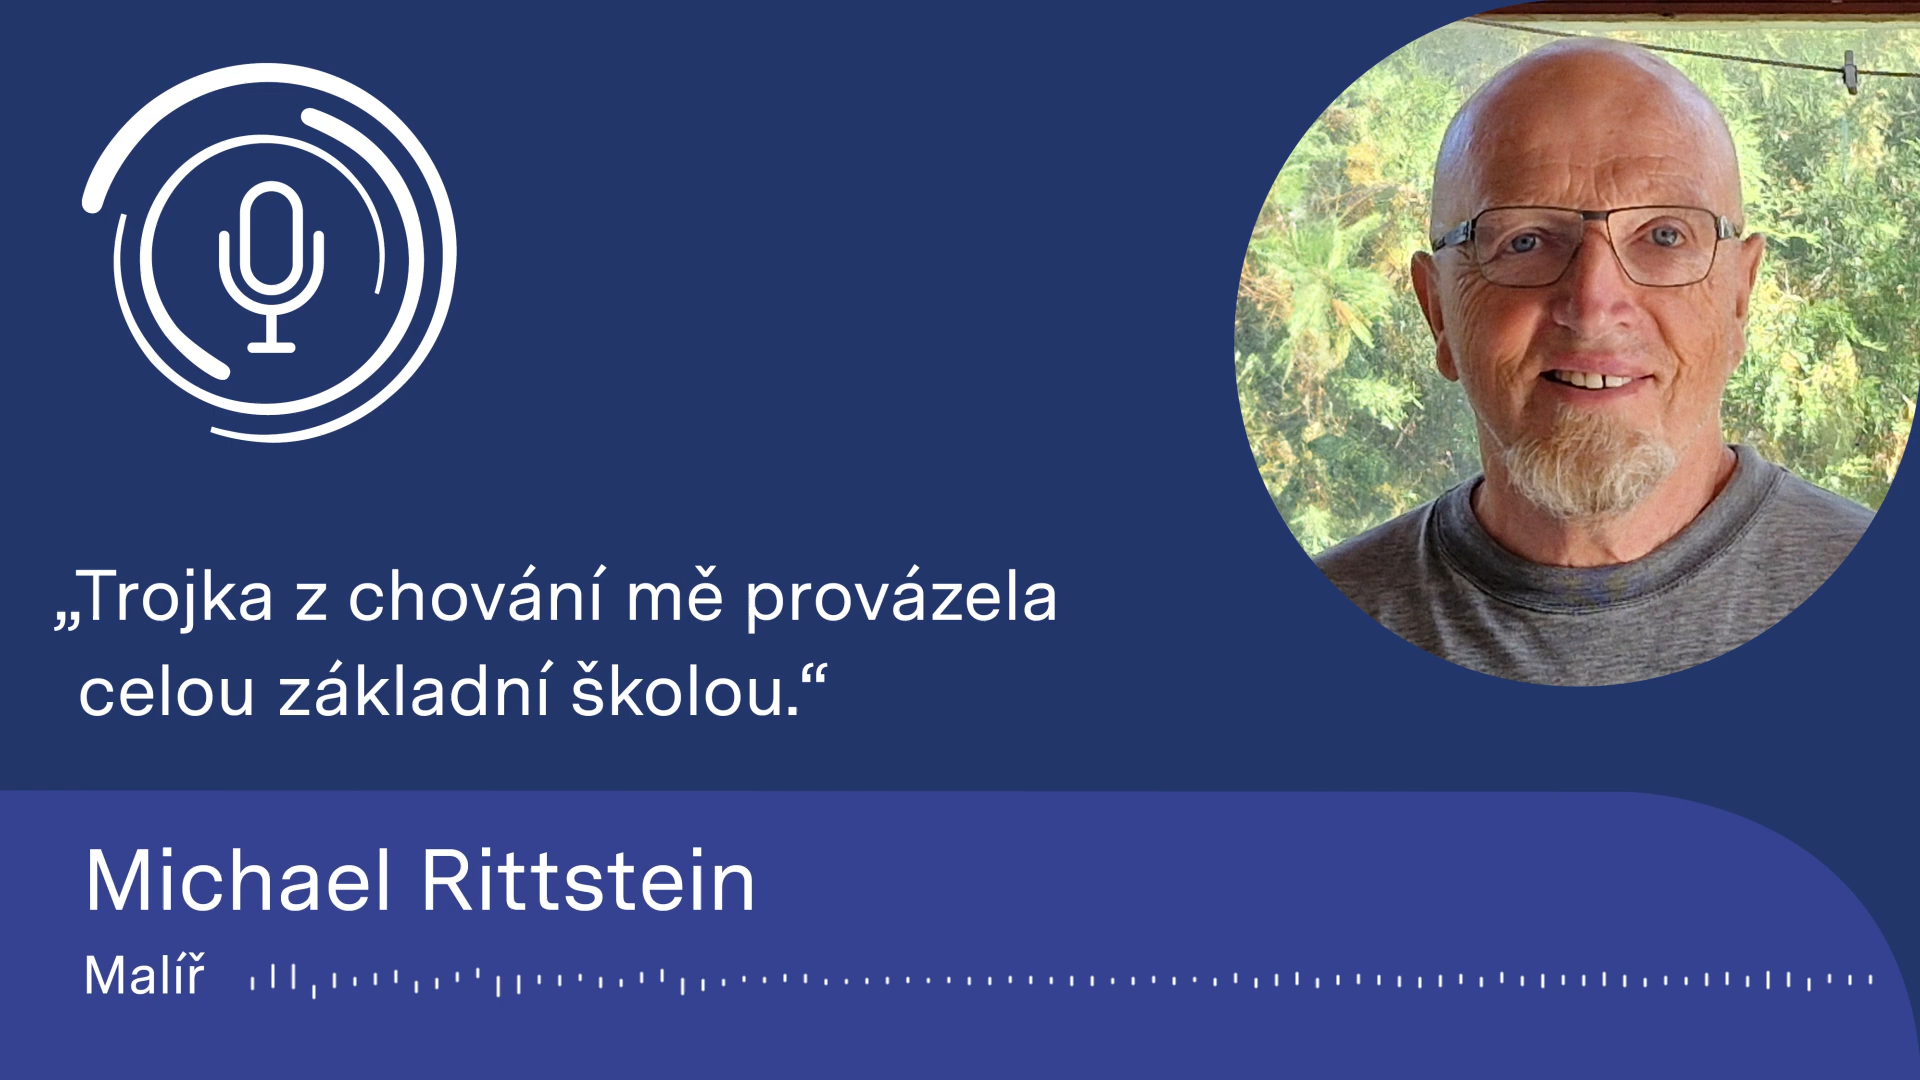 „Trojka z chování mě provázela
celou základní školou.“
Michael Rittstein
Malíř